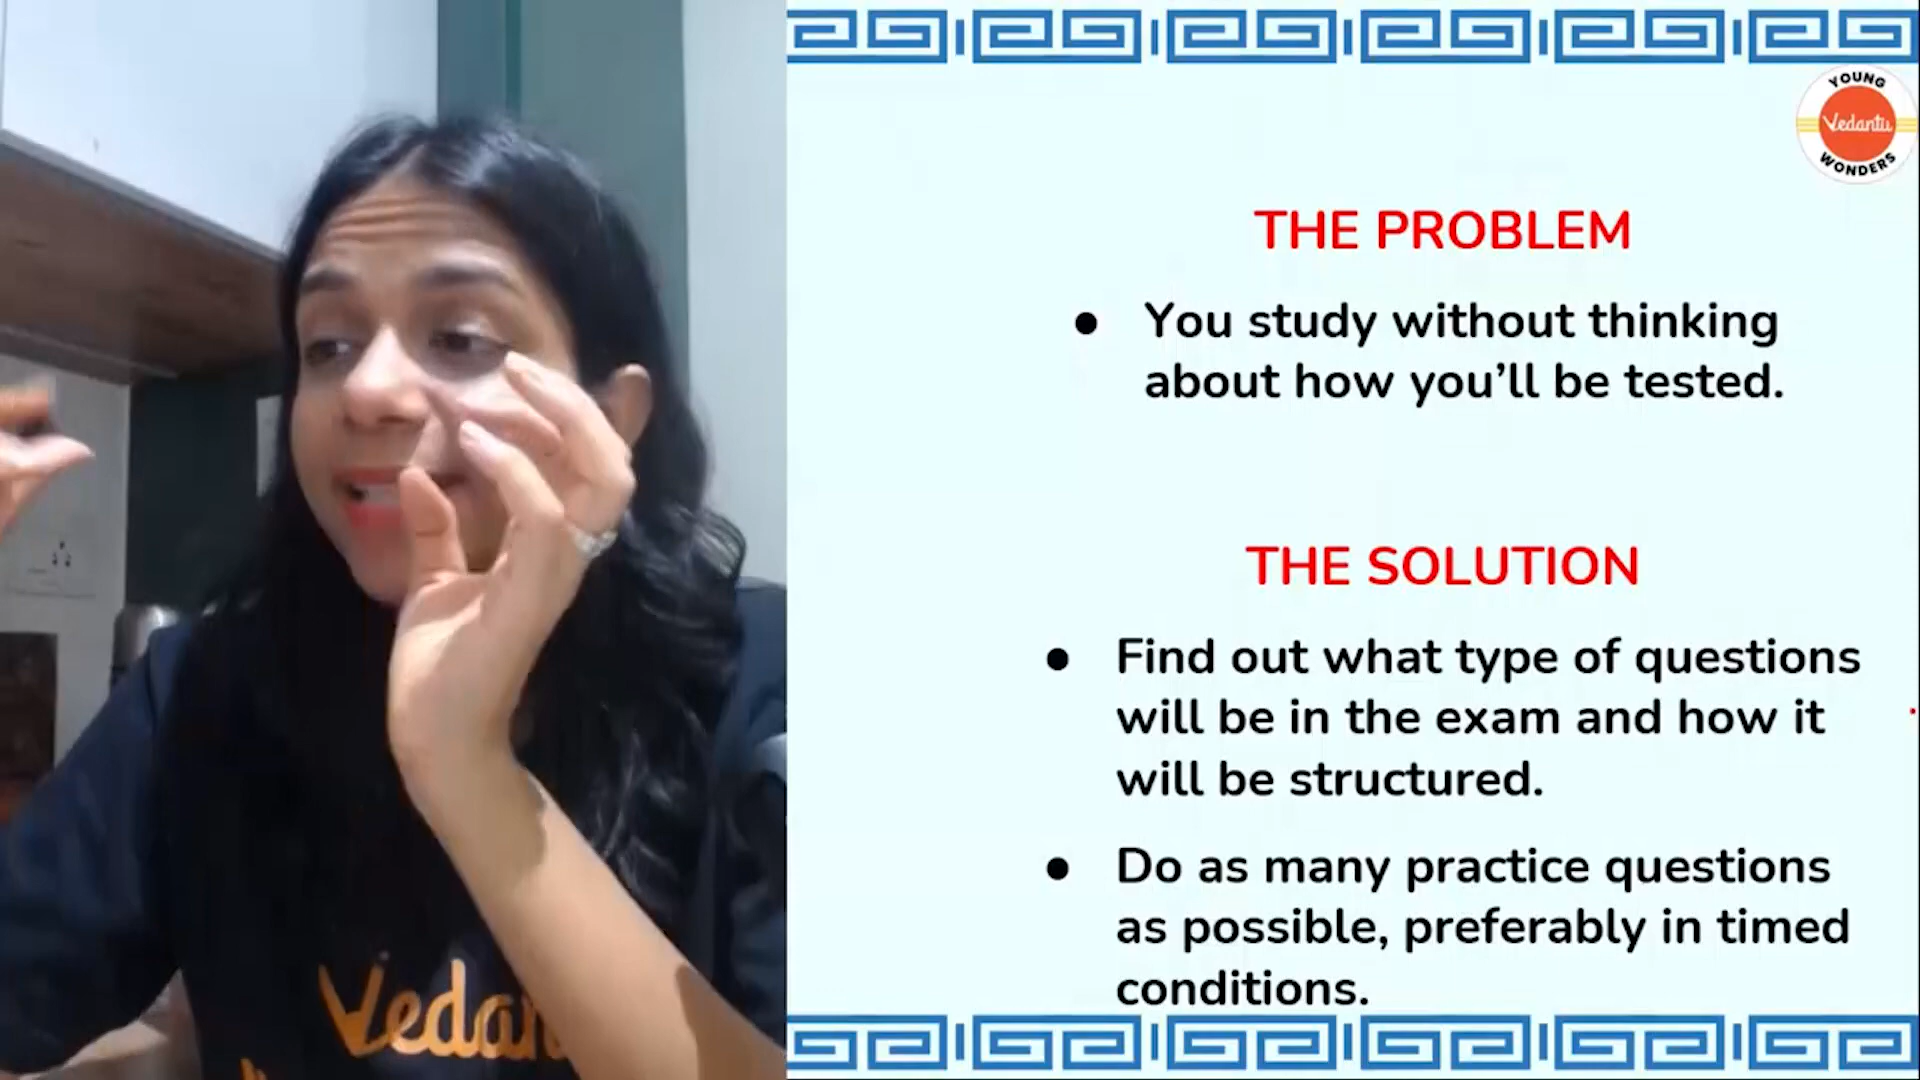 YOUNG
Vedantu
WONDERS
THE PROBLEM
● You study without thinking
about how you’ll be tested.
THE SOLUTION
● Find out what type of questions
will be in the exam and how it
will be structured.
● Do as many practice questions
as possible, preferably in timed
conditions.
Vedan